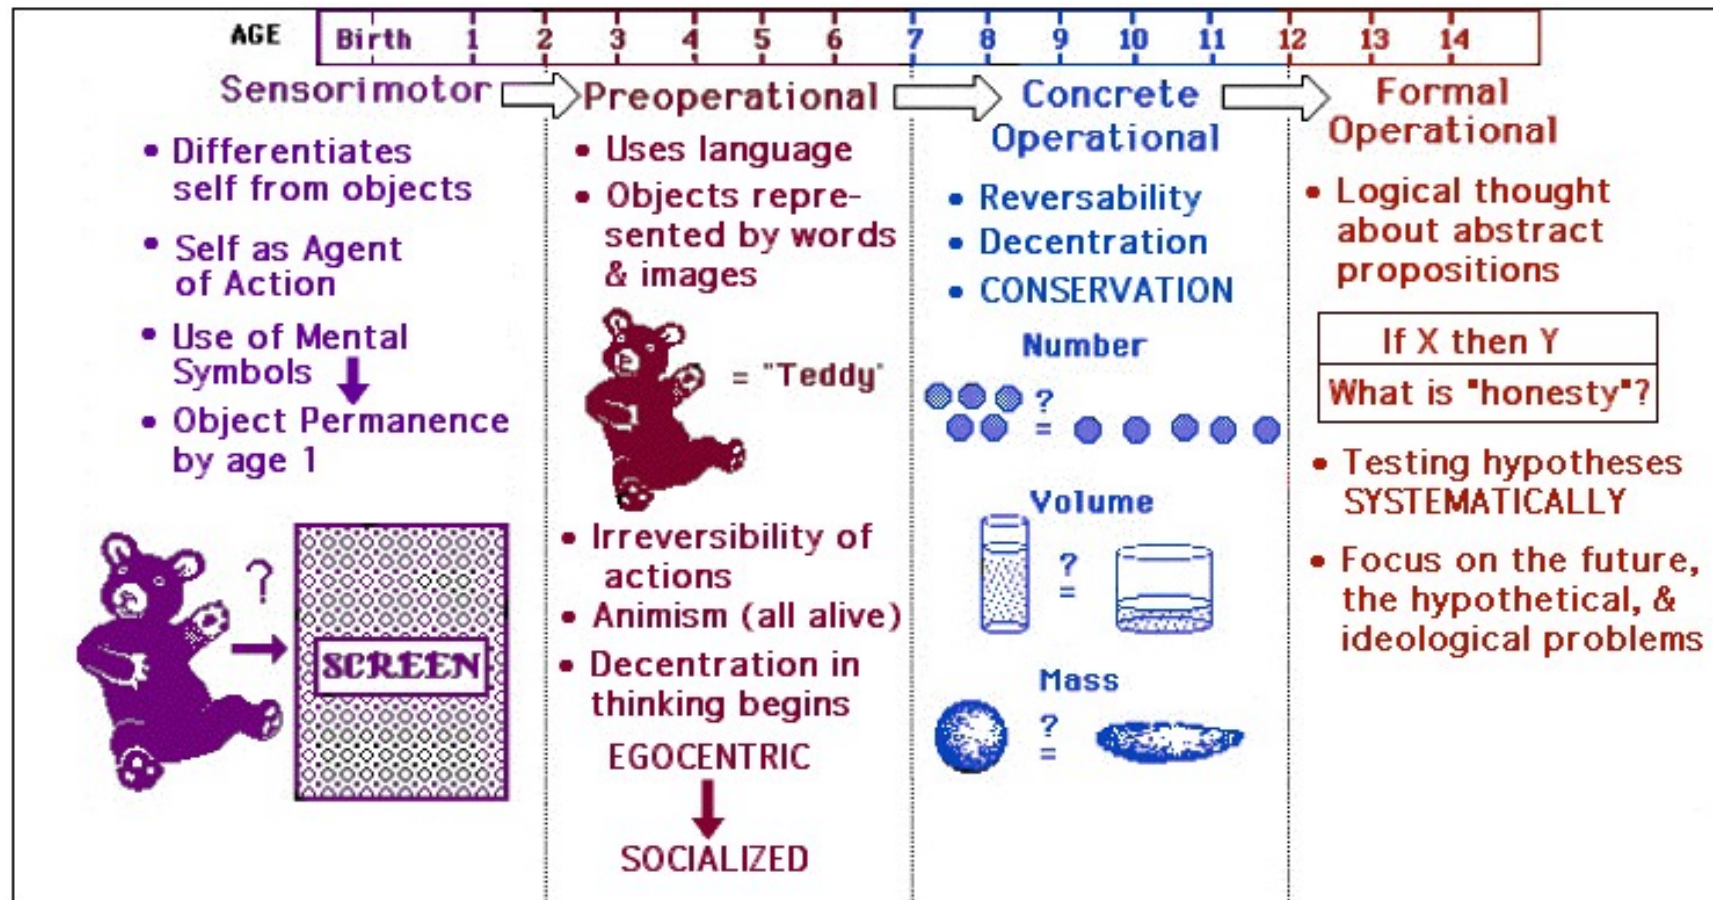 AGE Birth 1 2 3 4 5 6 7 8 9 10 11 12 13 14
Sensorimotor
• Differentiates
self from objects
• Self as Agent
of Action
• Use of Mental
Symbols
• Object Permanence
by age 1
?
SCREEN
Preoperational
• Uses language
• Objects repre-
sented by words
& images
= "Teddy"
• Irreversibility of
actions
• Animism (all alive)
• Decentration in
thinking begins
EGOCENTRIC
SOCIALIZED
Concrete
Operational
• Reversability
• Decentration
• CONSERVATION
Number
?
=
Volume
?
=
Mass
?
=
Formal
Operational
• Logical thought
about abstract
propositions
If X then Y
What is "honesty"?
• Testing hypotheses
SYSTEMATICALLY
• Focus on the future,
the hypothetical, &
ideological problems